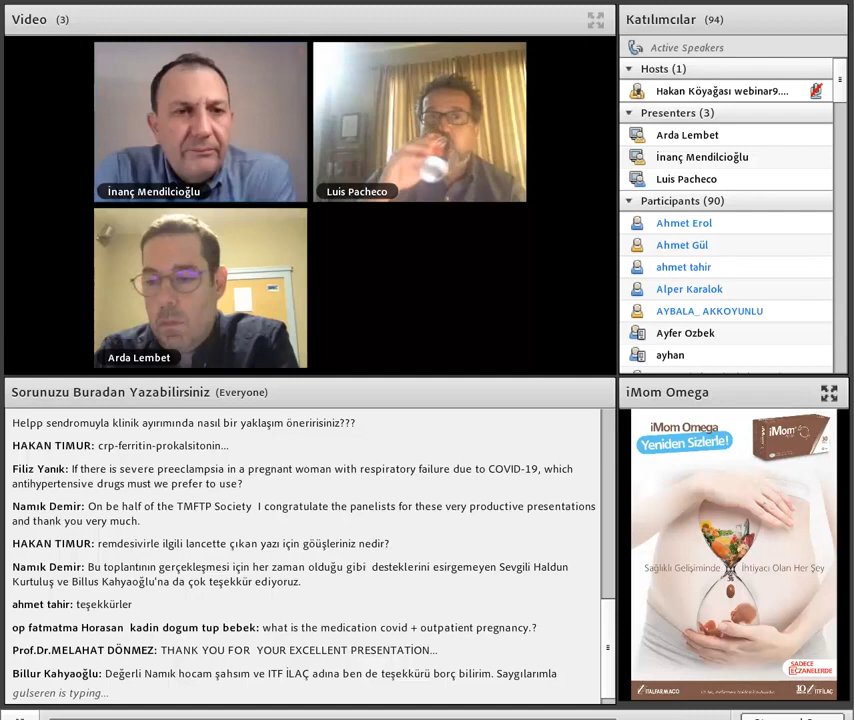 Video (3)
İnanç Mendilcioğlu
Luis Pacheco
Arda Lembet
Katılımcılar (94)
Active Speakers
Hosts (1)
Hakan Köyağası webinar9....
Presenters (3)
Arda Lembet
İnanç Mendilcioğlu
Luis Pacheco
Participants (90)
Ahmet Erol
Ahmet Gül
ahmet tahir
Alper Karalok
AYBALA_ AKKOYUNLU
Ayfer Ozbek
ayhan
Sorunuzu Buradan Yazabilirsiniz (Everyone)
Helpp sendromuyla klinik ayırımında nasıl bir yaklaşım öneririsiniz???
HAKAN TIMUR: crp-ferritin-prokalsitonin...
Filiz Yanık: If there is severe preeclampsia in a pregnant woman with respiratory failure due to COVID-19, which
antihypertensive drugs must we prefer to use?
Namık Demir: On be half of the TMFTP Society I congratulate the panelists for these very productive presentations
and thank you very much.
HAKAN TIMUR: remdesivirle ilgili lancette çıkan yazı için göüşleriniz nedir?
Namık Demir: Bu toplantının gerçekleşmesi için her zaman olduğu gibi desteklerini esirgemeyen Sevgili Haldun
Kurtuluş ve Billus Kahyaoğlu'na da çok teşekkür ediyoruz.
ahmet tahir: teşekkürler
op fatmatma Horasan kadin dogum tup bebek: what is the medication covid + outpatient pregnancy.?
Prof.Dr.MELAHAT DÖNMEZ: THANK YOU FOR YOUR EXCELLENT PRESENTATİON...
Billur Kahyaoğlu: Değerli Namık hocam şahsım ve ITF İLAÇ adına ben de teşekkürü borç bilirim. Saygılarımla
gulseren is typing...
iMom Omega
iMom Omega
Yeniden Sizlerle!
iMom
Sağlıklı Gelişiminde İhtiyacı Olan Her Şey
SADECE
ECZANELERDE
ITALFARMACO
ITFİLAÇ